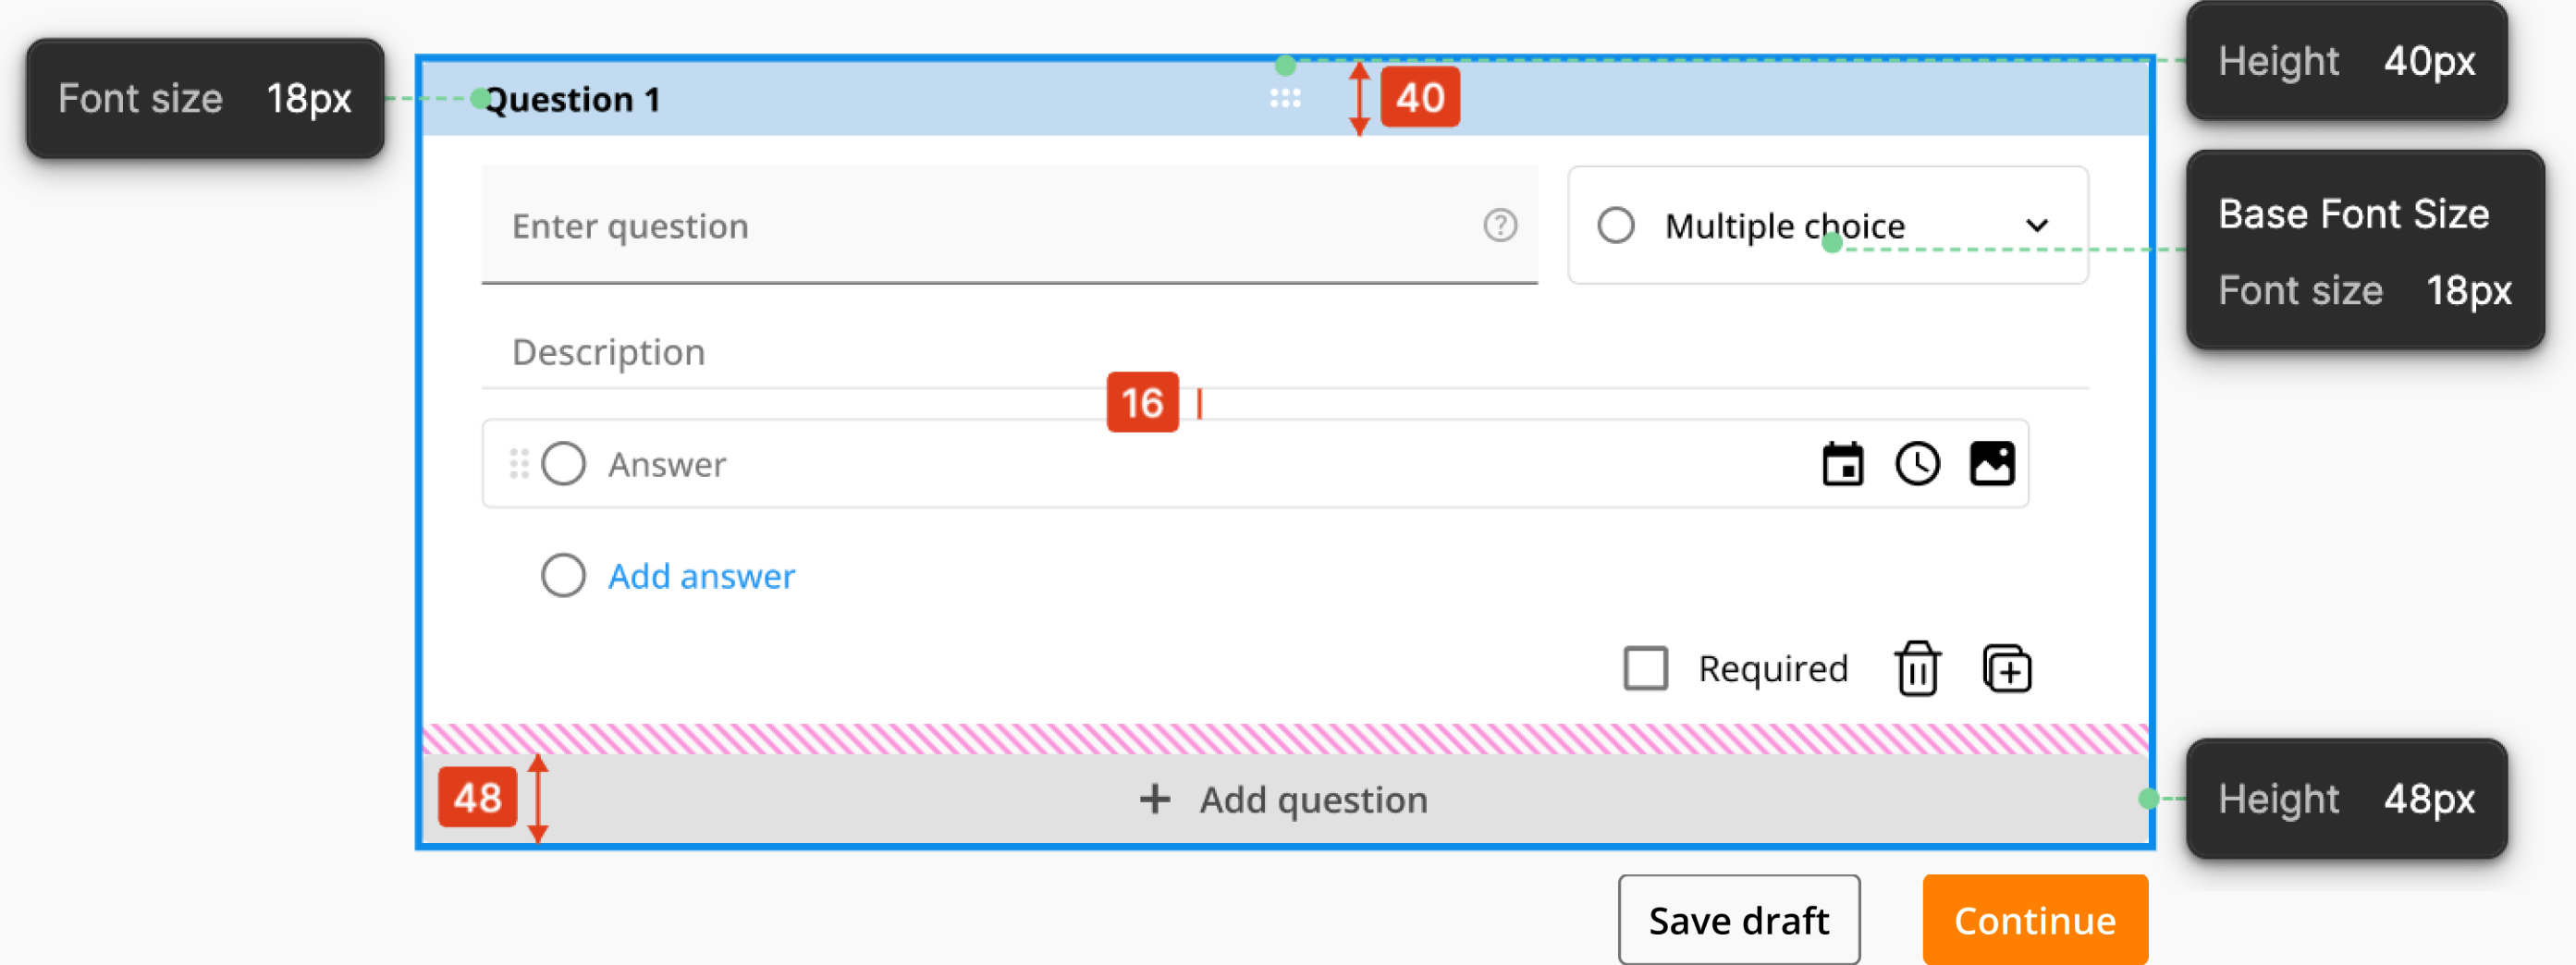 Font size 18px
Question 1
40
Height 40px
Enter question
Multiple choice
Base Font Size
Font size 18px
Description
16
Answer
Add answer
Required
48
+ Add question
Height 48px
Save draft
Continue